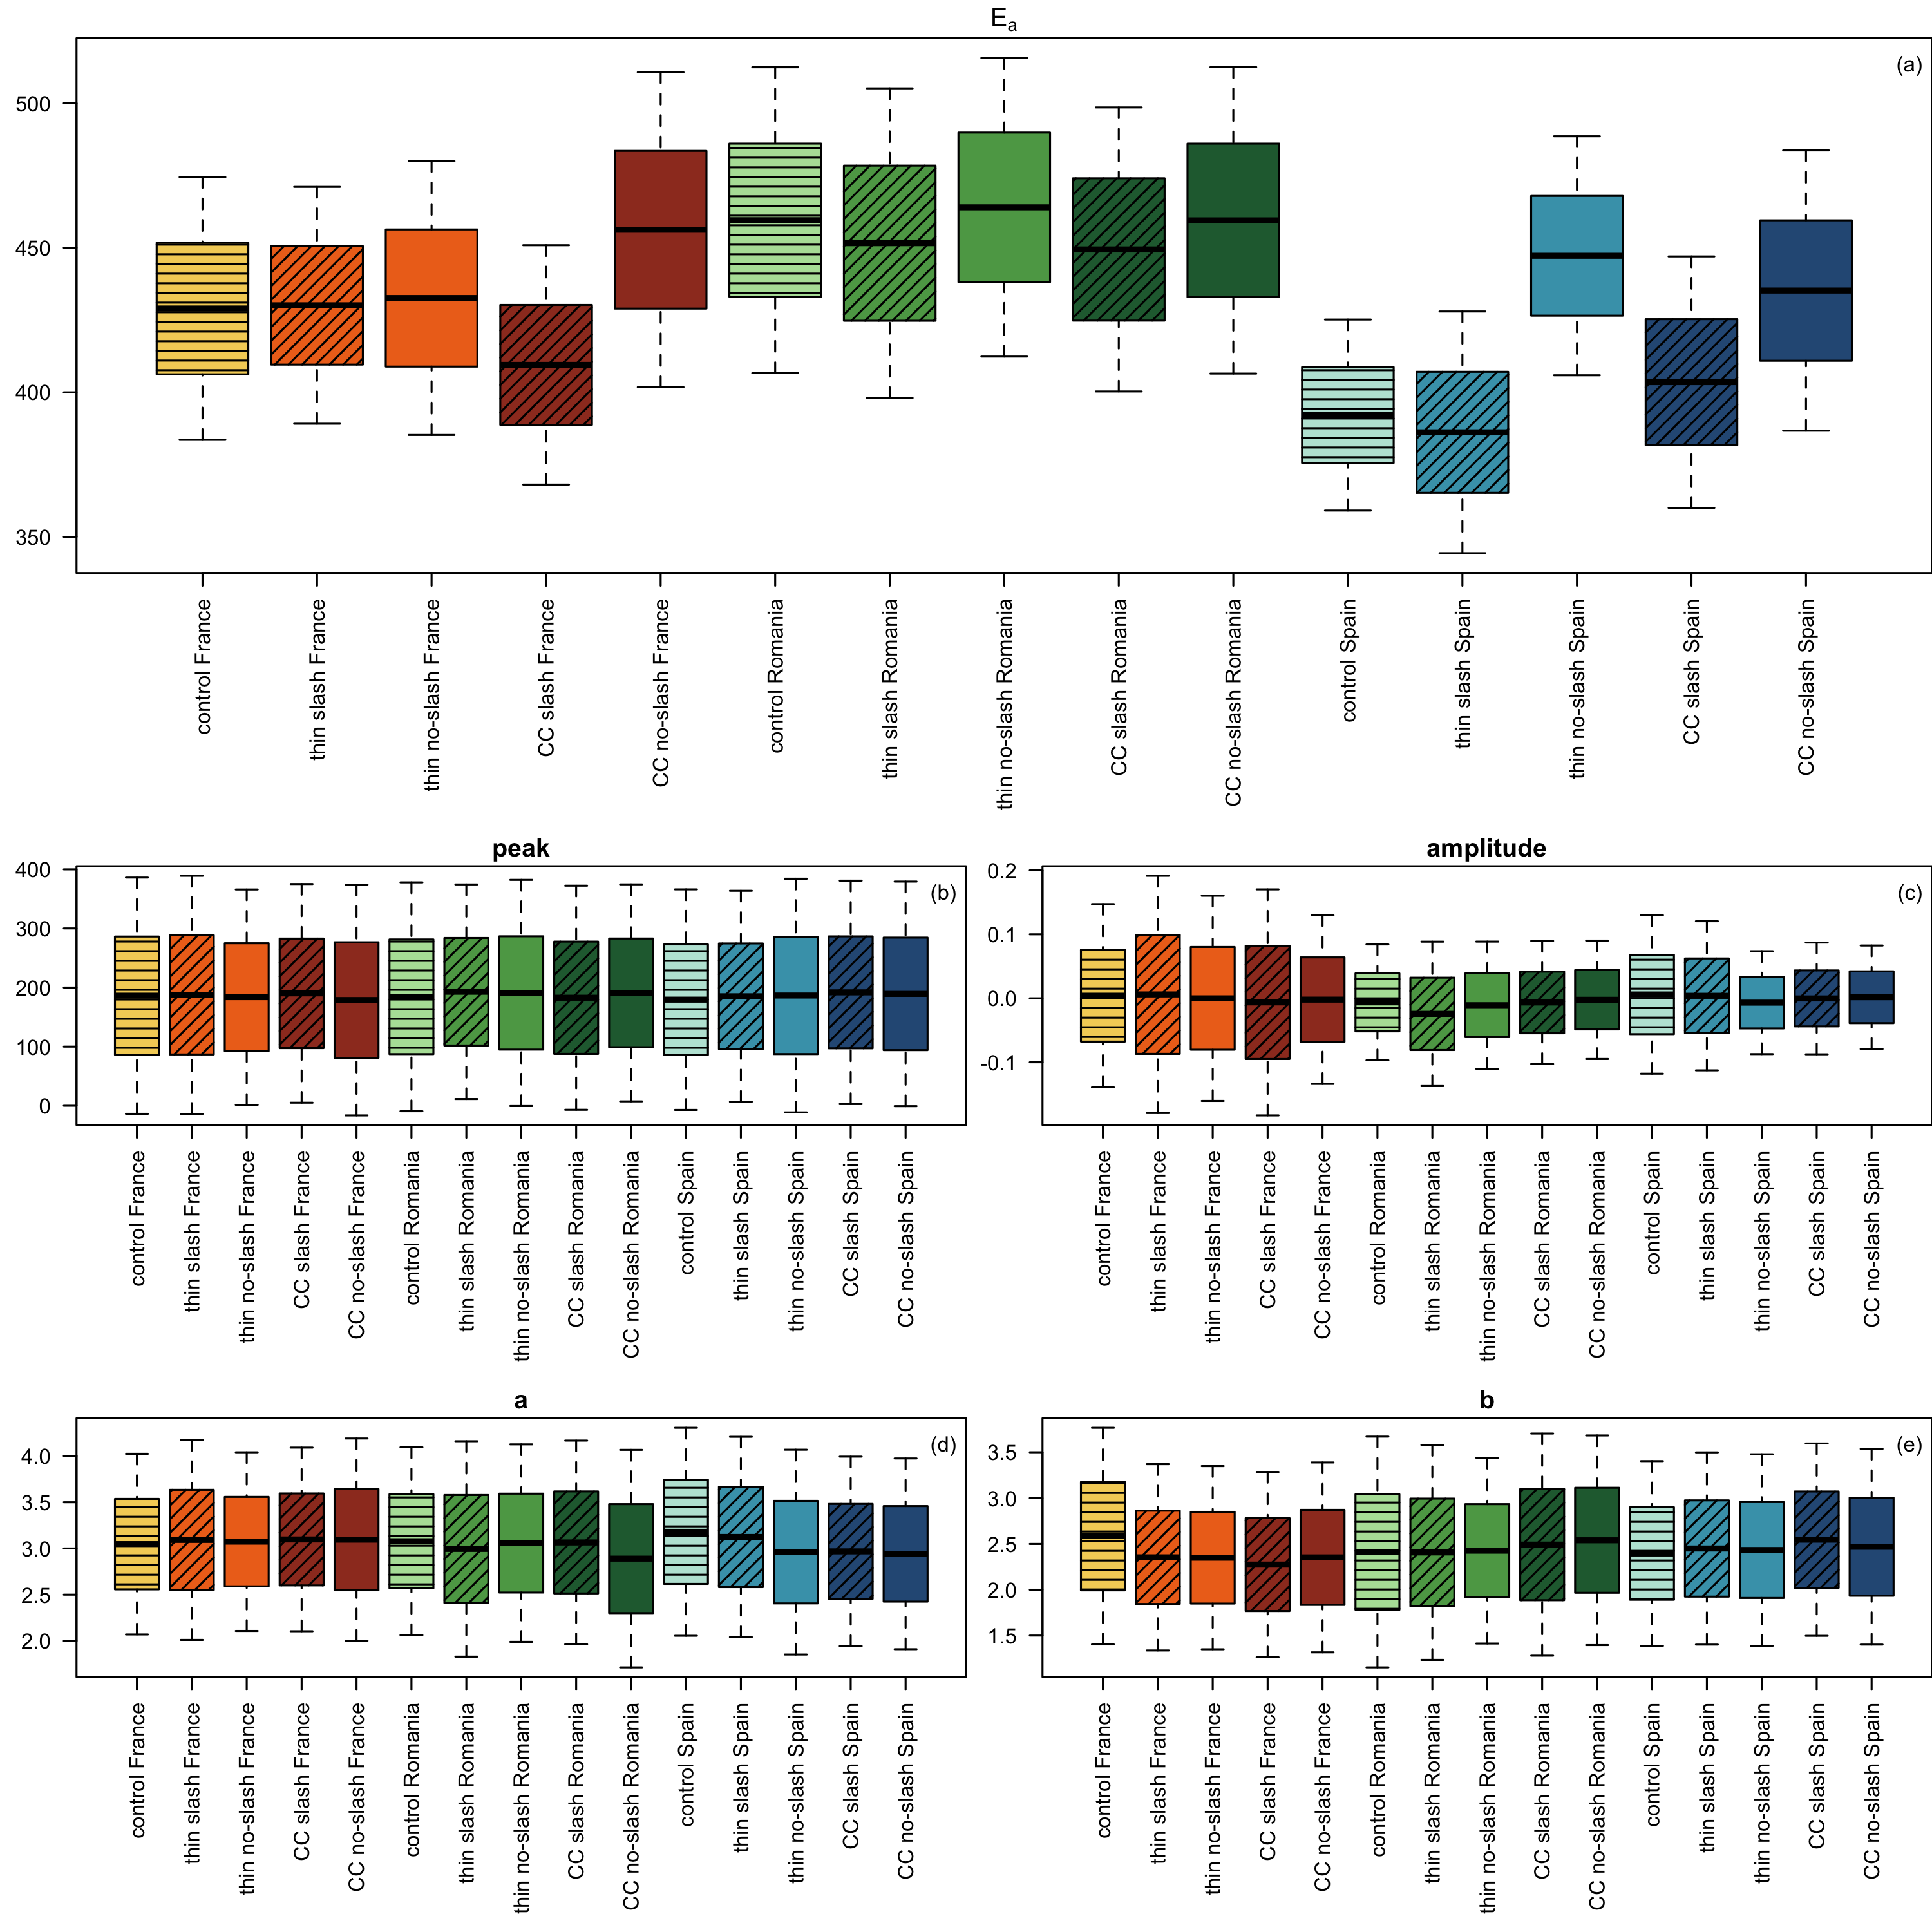 Eₐ
(a)
500
450
400
350
control France
thin slash France
thin no-slash France
CC slash France
CC no-slash France
control Romania
thin slash Romania
thin no-slash Romania
CC slash Romania
CC no-slash Romania
control Spain
thin slash Spain
thin no-slash Spain
CC slash Spain
CC no-slash Spain
peak
(b)
400
300
200
100
0
control France
thin slash France
thin no-slash France
CC slash France
CC no-slash France
control Romania
thin slash Romania
thin no-slash Romania
CC slash Romania
CC no-slash Romania
control Spain
thin slash Spain
thin no-slash Spain
CC slash Spain
CC no-slash Spain
amplitude
(c)
0.2
0.1
0.0
-0.1
control France
thin slash France
thin no-slash France
CC slash France
CC no-slash France
control Romania
thin slash Romania
thin no-slash Romania
CC slash Romania
CC no-slash Romania
control Spain
thin slash Spain
thin no-slash Spain
CC slash Spain
CC no-slash Spain
a
(d)
4.0
3.5
3.0
2.5
2.0
control France
thin slash France
thin no-slash France
CC slash France
CC no-slash France
control Romania
thin slash Romania
thin no-slash Romania
CC slash Romania
CC no-slash Romania
control Spain
thin slash Spain
thin no-slash Spain
CC slash Spain
CC no-slash Spain
b
(e)
3.5
3.0
2.5
2.0
1.5
control France
thin slash France
thin no-slash France
CC slash France
CC no-slash France
control Romania
thin slash Romania
thin no-slash Romania
CC slash Romania
CC no-slash Romania
control Spain
thin slash Spain
thin no-slash Spain
CC slash Spain
CC no-slash Spain